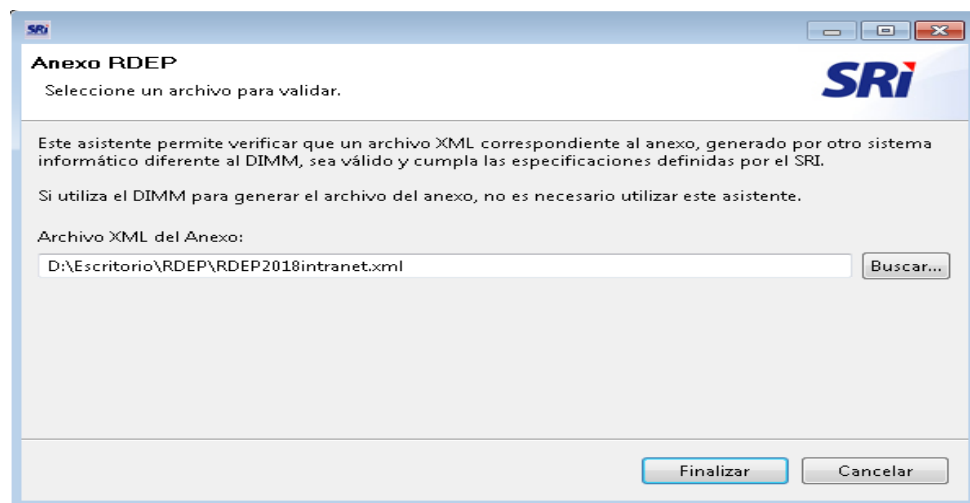 SRi
Anexo RDEP
Seleccione un archivo para validar.
SRi
Este asistente permite verificar que un archivo XML correspondiente al anexo, generado por otro sistema
informático diferente al DIMM, sea válido y cumpla las especificaciones definidas por el SRI.
Si utiliza el DIMM para generar el archivo del anexo, no es necesario utilizar este asistente.
Archivo XML del Anexo:
D:\Escritorio\RDEP\RDEP2018intranet.xml Buscar...
Finalizar Cancelar